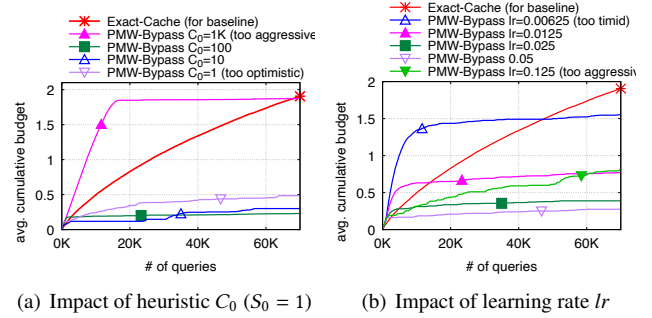 Exact-Cache (for baseline)
PMW-Bypass C0=1K (too aggressive
PMW-Bypass C0=100
PMW-Bypass C0=10
PMW-Bypass C0=1 (too optimistic)
avg. cumulative budget
2
1.5
1
0.5
0
0K
20K
40K
60K
# of queries
(a) Impact of heuristic C0 (S0 = 1)
Exact-Cache (for baseline)
PMW-Bypass lr=0.00625 (too timid)
PMW-Bypass lr=0.0125
PMW-Bypass lr=0.025
PMW-Bypass 0.05
PMW-Bypass lr=0.125 (too aggressiv
avg. cumulative budget
2
1.5
1
0.5
0
0K
20K
40K
60K
# of queries
(b) Impact of learning rate lr